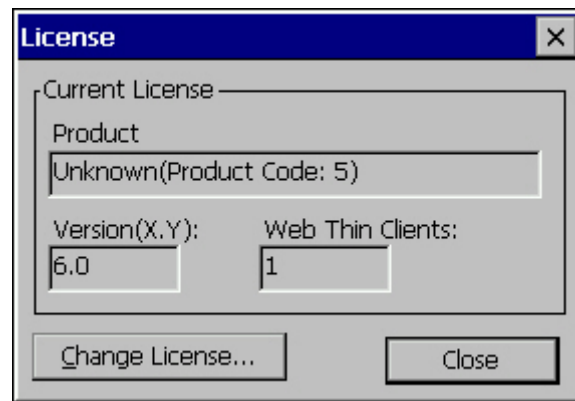 License
Current License
Product
Unknown(Product Code: 5)
Version(X.Y): Web Thin Clients:
6.0 1
Change License... Close